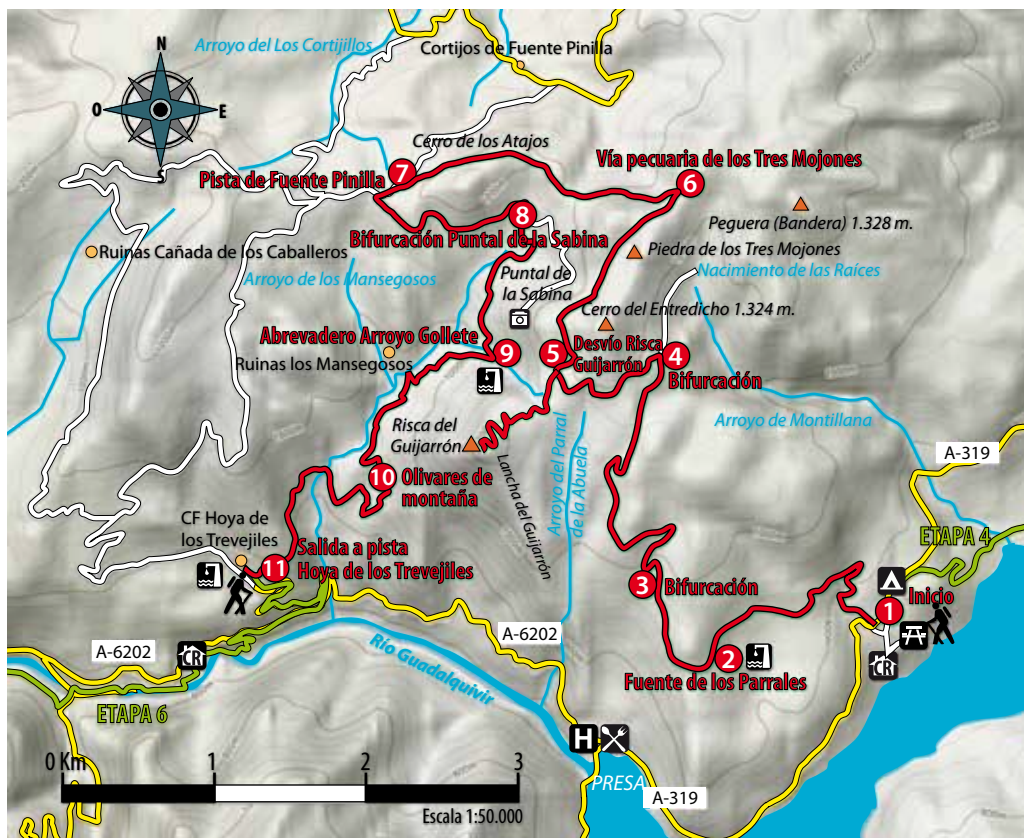 Arroyo del Los Cortijillos
Cortijos de Fuente Pinilla
N
O
E
S
Cerro de los Atajos
7
Pista de Fuente Pinilla
Vía pecuaria de los Tres Mojones
6
8
Bifurcación Puntal de la Sabina
Peguera (Bandera) 1.328 m.
Ruinas Cañada de los Caballeros
Piedra de los Tres Mojones
Arroyo de los Mansegosos
Puntal de
la Sabina
Nacimiento de las Raíces
Cerro del Entredicho 1.324 m.
Abrevadero Arroyo Gollete
Ruinas los Mansegosos
9
5
Desvío Risca
Guijarrón
4
Bifurcación
Risca del
Guijarrón
Arroyo de Montillana
A-319
10
Olivares de
montaña
Lancha del Guijarrón
Arroyo del Parral
de la Abuela
CF Hoya de
los Trevejiles
ETAPA 4
11
Salida a pista
Hoya de los Trevejiles
3
Bifurcación
1
Inicio
A-6202
A-6202
CR
Río Guadalquivir
2
Fuente de los Parrales
CR
ETAPA 6
H
PRESA
A-319
0 Km
1
2
3
Escala 1:50.000